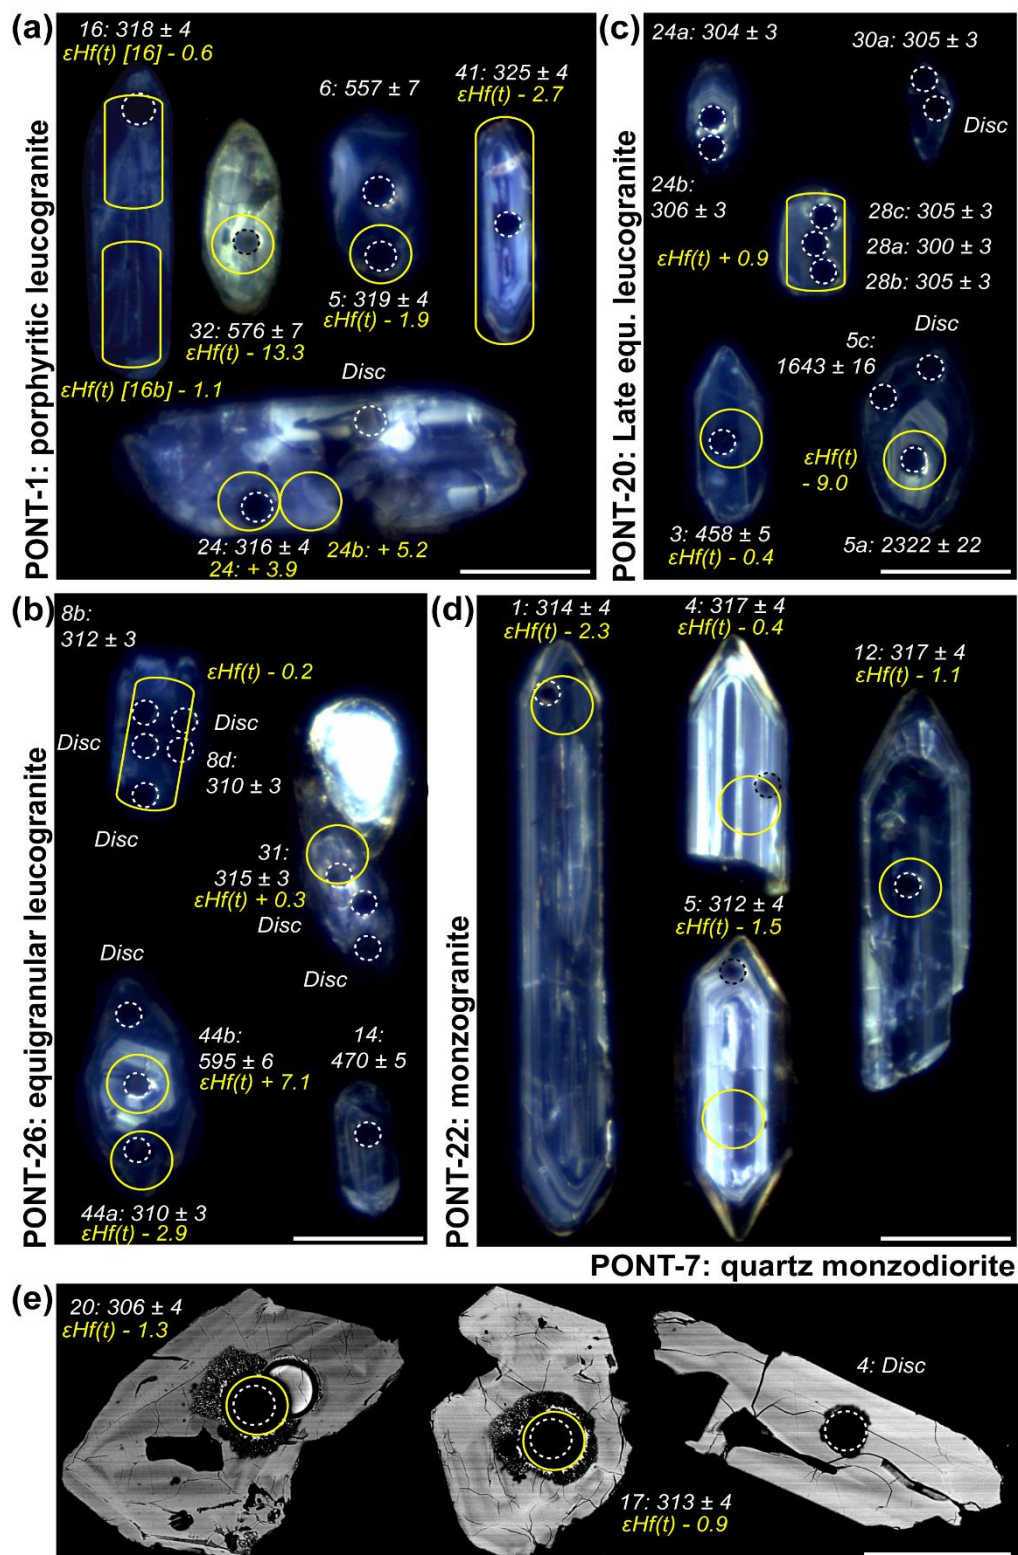 (a)
PONT-1: porphyritic leucogranite
16: 318 ± 4
εHf(t) [16] - 0.6
6: 557 ± 7
41: 325 ± 4
εHf(t) - 2.7
32: 576 ± 7
εHf(t) - 13.3
5: 319 ± 4
εHf(t) - 1.9
εHf(t) [16b] - 1.1
Disc
24: 316 ± 4
24: + 3.9
24b: + 5.2
(c)
PONT-20: Late equ. leucogranite
24a: 304 ± 3
30a: 305 ± 3
Disc
24b:
306 ± 3
εHf(t) + 0.9
28c: 305 ± 3
28a: 300 ± 3
28b: 305 ± 3
Disc
5c:
1643 ± 16
εHf(t)
- 9.0
3: 458 ± 5
εHf(t) - 0.4
5a: 2322 ± 22
(b)
PONT-26: equigranular leucogranite
8b:
312 ± 3
εHf(t) - 0.2
Disc
Disc
8d:
310 ± 3
Disc
31:
315 ± 3
εHf(t) + 0.3
Disc
Disc
Disc
44b:
595 ± 6
εHf(t) + 7.1
14:
470 ± 5
44a: 310 ± 3
εHf(t) - 2.9
(d)
PONT-22: monzogranite
1: 314 ± 4
εHf(t) - 2.3
4: 317 ± 4
εHf(t) - 0.4
12: 317 ± 4
εHf(t) - 1.1
5: 312 ± 4
εHf(t) - 1.5
PONT-7: quartz monzodiorite
(e)
20: 306 ± 4
εHf(t) - 1.3
4: Disc
17: 313 ± 4
εHf(t) - 0.9